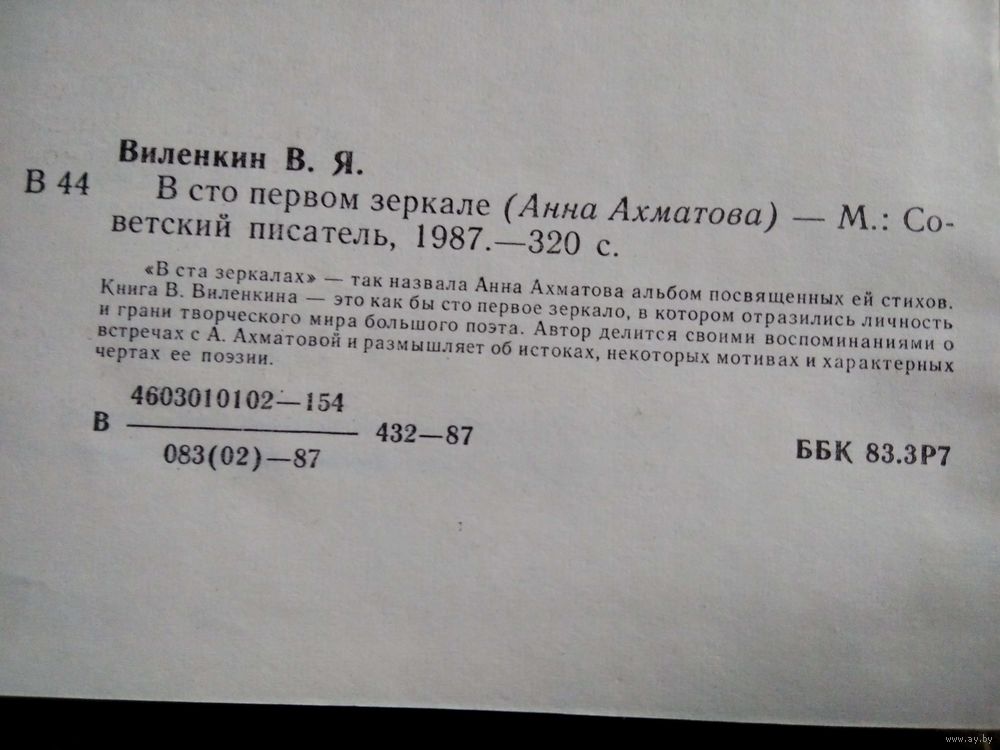 Виленкин В. Я.
В 44 В сто первом зеркале (Анна Ахматова) — М.: Со-
ветский писатель, 1987.—320 с.
«В ста зеркалах» — так назвала Анна Ахматова альбом посвященных ей стихов.
Книга В. Виленкина — это как бы сто первое зеркало, в котором отразились личность
и грани творческого мира большого поэта. Автор делится своими воспоминаниями о
встречах с А. Ахматовой и размышляет об истоках, некоторых мотивах и характерных
чертах ее поэзии.
4603010102—154
В 432—87
083(02)—87
ББК 83.3Р7
www.ay.by